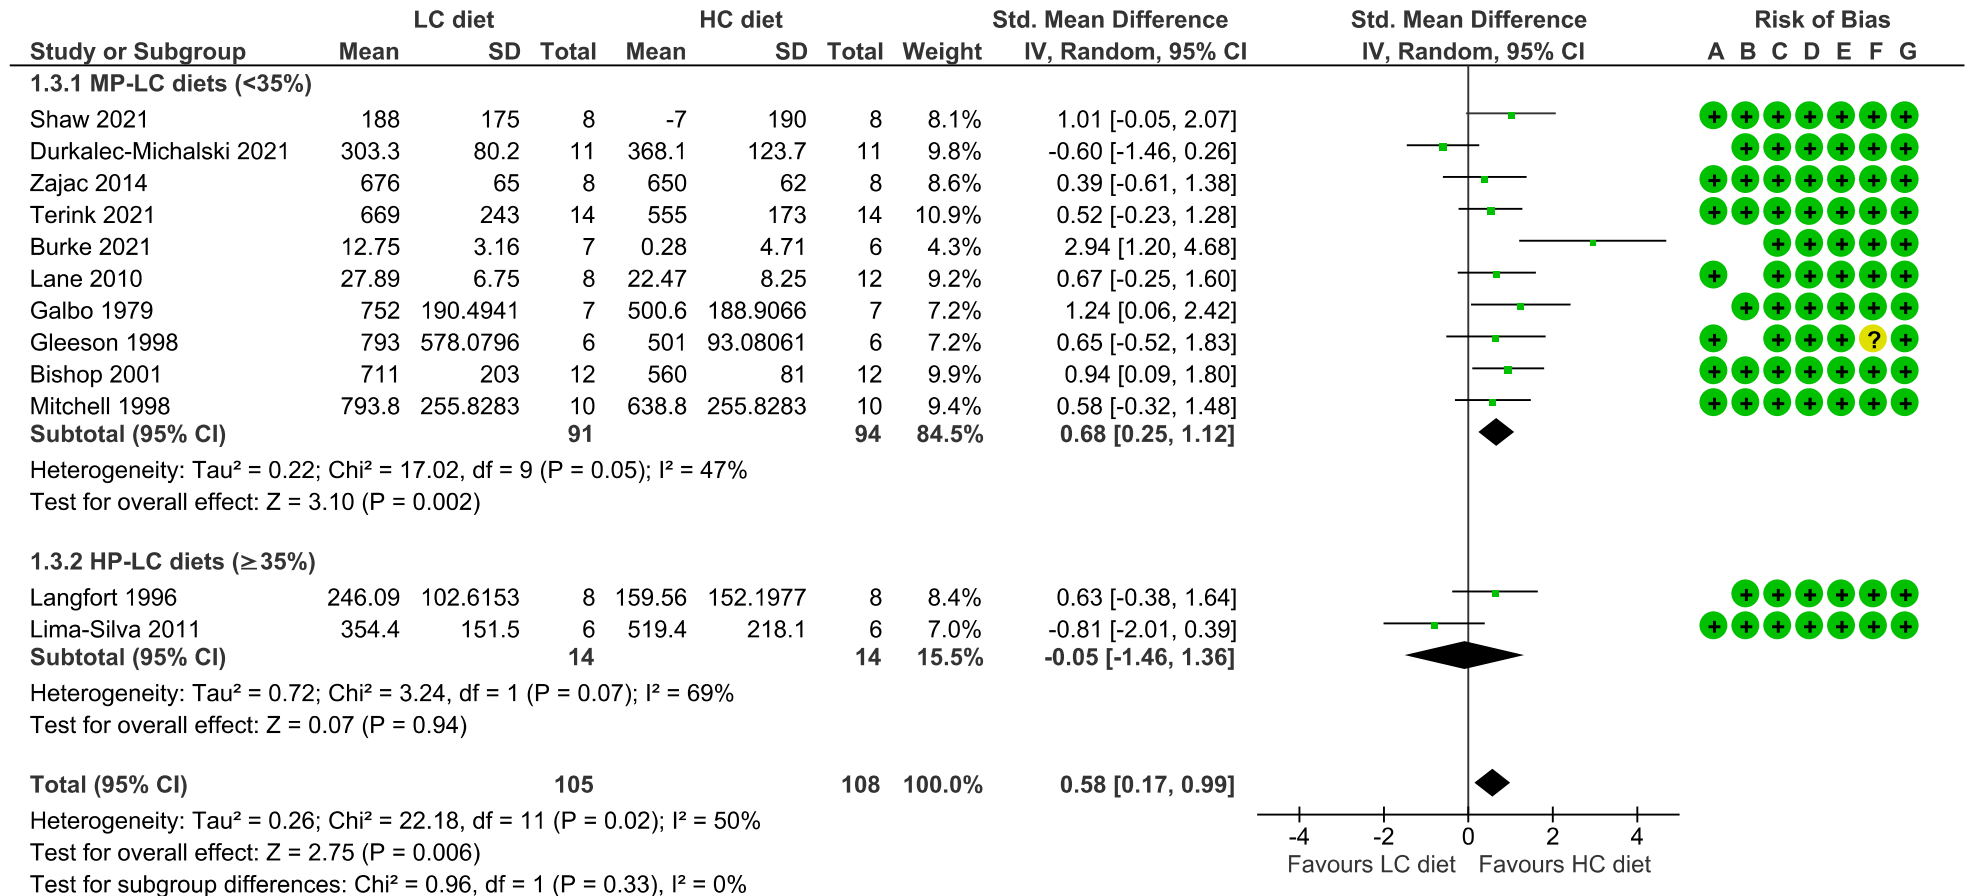 LC diet HC diet Std. Mean Difference Std. Mean Difference Risk of Bias
Study or Subgroup Mean SD Total Mean SD Total Weight IV, Random, 95% CI IV, Random, 95% CI A B C D E F G
1.3.1 MP-LC diets (<35%)
Shaw 2021 188 175 8 -7 190 8 8.1% 1.01 [-0.05, 2.07] + + + + + + +
Durkalec-Michalski 2021 303.3 80.2 11 368.1 123.7 11 9.8% -0.60 [-1.46, 0.26] + + + + + +
Zajac 2014 676 65 8 650 62 8 8.6% 0.39 [-0.61, 1.38] + + + + + + +
Terink 2021 669 243 14 555 173 14 10.9% 0.52 [-0.23, 1.28] + + + + + + +
Burke 2021 12.75 3.16 7 0.28 4.71 6 4.3% 2.94 [1.20, 4.68] + + + + +
Lane 2010 27.89 6.75 8 22.47 8.25 12 9.2% 0.67 [-0.25, 1.60] + + + + + +
Galbo 1979 752 190.4941 7 500.6 188.9066 7 7.2% 1.24 [0.06, 2.42] + + + + + +
Gleeson 1998 793 578.0796 6 501 93.08061 6 7.2% 0.65 [-0.52, 1.83] + + + + ? +
Bishop 2001 711 203 12 560 81 12 9.9% 0.94 [0.09, 1.80] + + + + + + +
Mitchell 1998 793.8 255.8283 10 638.8 255.8283 10 9.4% 0.58 [-0.32, 1.48] + + + + + + +
Subtotal (95% CI) 91 94 84.5% 0.68 [0.25, 1.12]
Heterogeneity: Tau² = 0.22; Chi² = 17.02, df = 9 (P = 0.05); I² = 47%
Test for overall effect: Z = 3.10 (P = 0.002)
1.3.2 HP-LC diets (≥35%)
Langfort 1996 246.09 102.6153 8 159.56 152.1977 8 8.4% 0.63 [-0.38, 1.64] + + + + + +
Lima-Silva 2011 354.4 151.5 6 519.4 218.1 6 7.0% -0.81 [-2.01, 0.39] + + + + + + +
Subtotal (95% CI) 14 14 15.5% -0.05 [-1.46, 1.36]
Heterogeneity: Tau² = 0.72; Chi² = 3.24, df = 1 (P = 0.07); I² = 69%
Test for overall effect: Z = 0.07 (P = 0.94)
Total (95% CI) 105 108 100.0% 0.58 [0.17, 0.99]
Heterogeneity: Tau² = 0.26; Chi² = 22.18, df = 11 (P = 0.02); I² = 50%
Test for overall effect: Z = 2.75 (P = 0.006)
Test for subgroup differences: Chi² = 0.96, df = 1 (P = 0.33), I² = 0%
-4 -2 0 2 4
Favours LC diet Favours HC diet